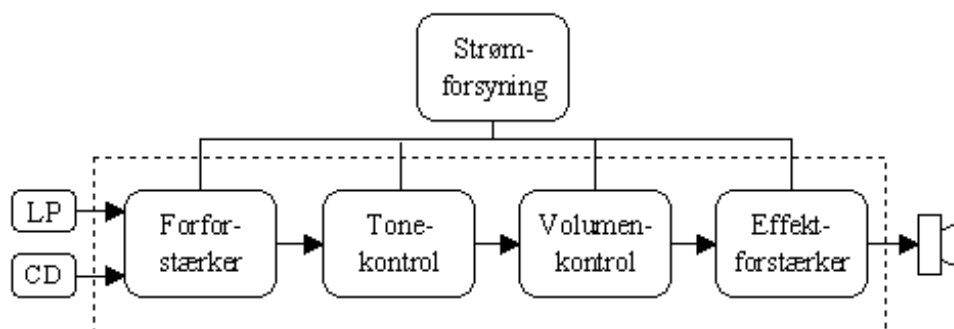 Strøm-
forsyning
LP
CD
Forfor-
stærker
Tone-
kontrol
Volumen-
kontrol
Effekt-
forstærker